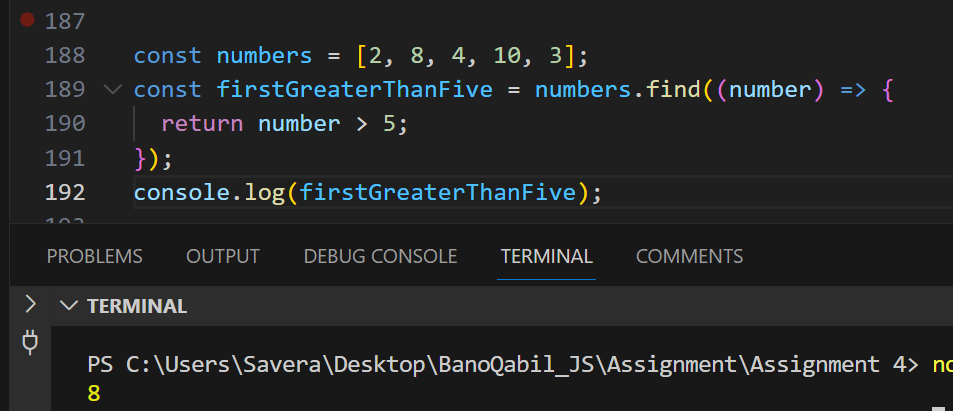 187
188 const numbers = [2, 8, 4, 10, 3];
189 const firstGreaterThanFive = numbers.find((number) => {
190 return number > 5;
191 });
192 console.log(firstGreaterThanFive);
PROBLEMS OUTPUT DEBUG CONSOLE TERMINAL COMMENTS
TERMINAL
PS C:\Users\Savera\Desktop\BanoQabil_JS\Assignment\Assignment 4> no
8